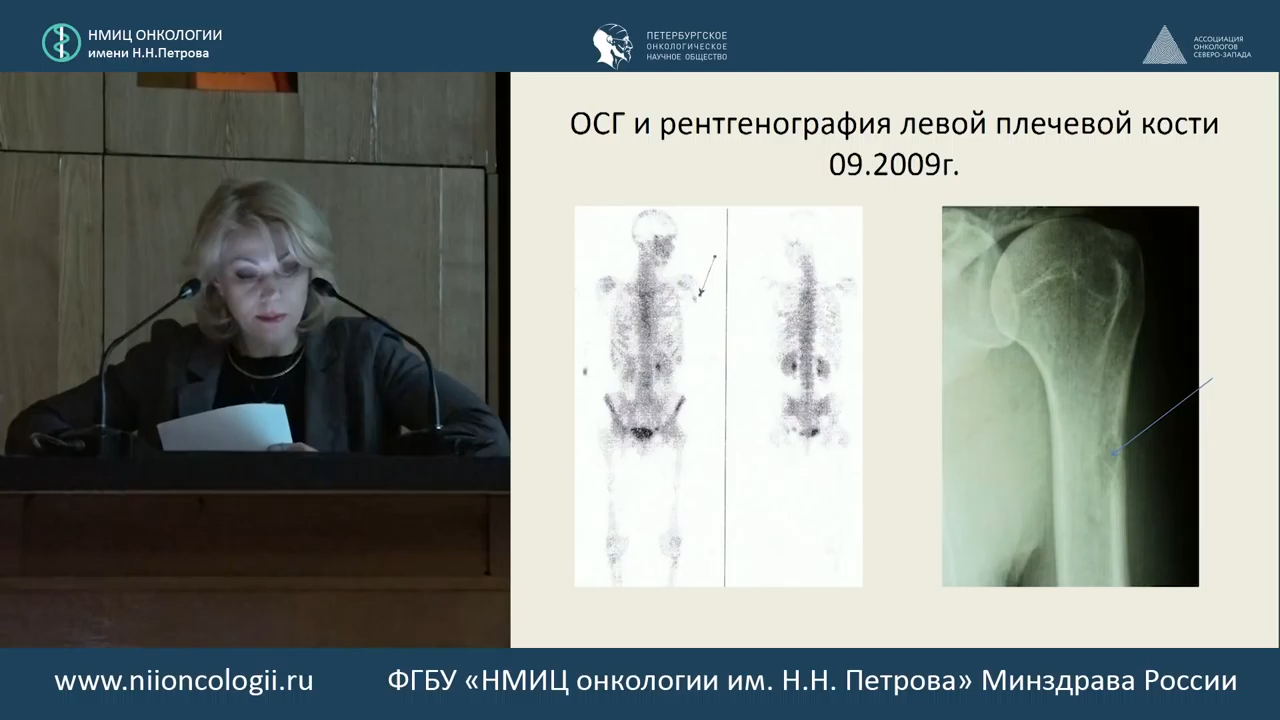 НМИЦ ОНКОЛОГИИ
имени Н.Н.Петрова
ПЕТЕРБУРГСКОЕ
ОНКОЛОГИЧЕСКОЕ
НАУЧНОЕ ОБЩЕСТВО
АССОЦИАЦИЯ
ОНКОЛОГОВ
СЕВЕРО-ЗАПАДА
ОСГ и рентгенография левой плечевой кости
09.2009г.
www.niioncologii.ru
ФГБУ «НМИЦ онкологии им. Н.Н. Петрова» Минздрава России